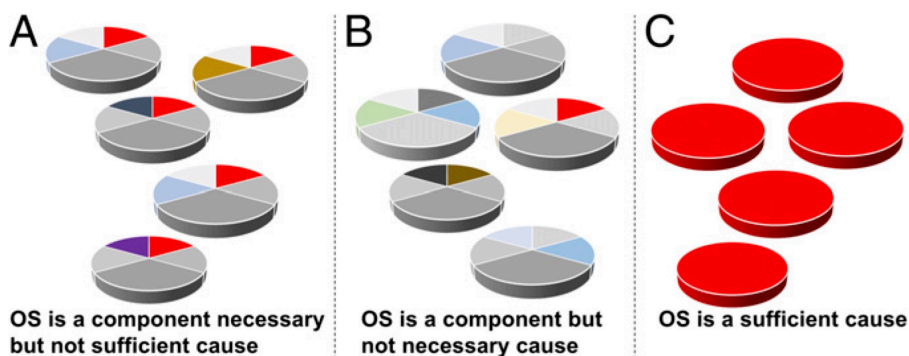 A
B
C
OS is a component necessary
but not sufficient cause
OS is a component but
not necessary cause
OS is a sufficient cause